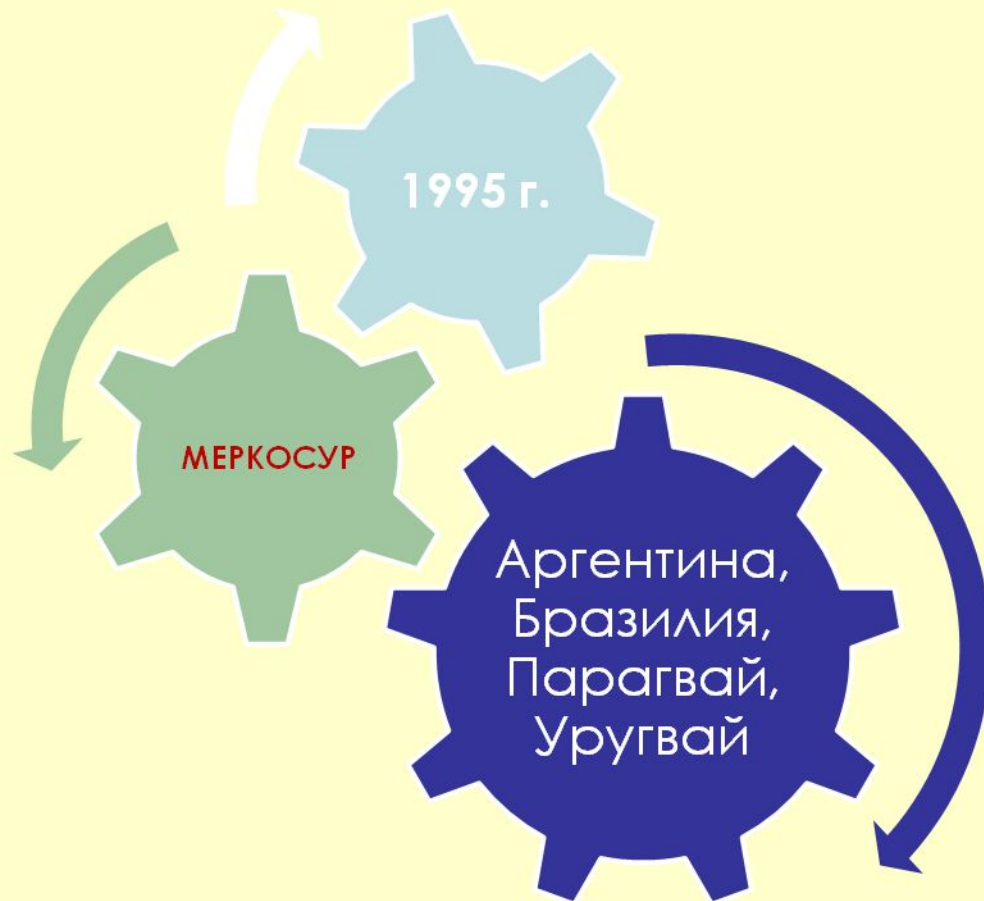 1995 г.
МЕРКОСУР
Аргентина,
Бразилия,
Парагвай,
Уругвай